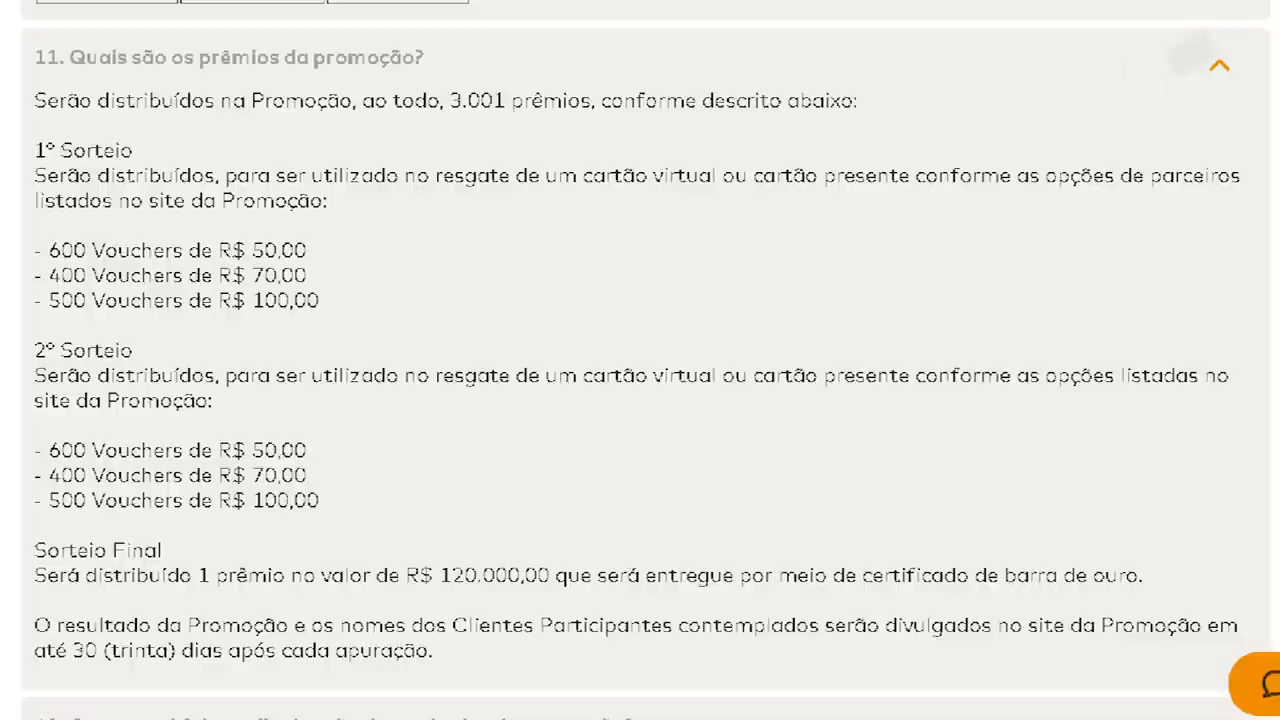 11. Quais são os prêmios da promoção?
Serão distribuídos na Promoção, ao todo, 3.001 prêmios, conforme descrito abaixo:
1º Sorteio
Serão distribuídos, para ser utilizado no resgate de um cartão virtual ou cartão presente conforme as opções de parceiros
listados no site da Promoção:
- 600 Vouchers de R$ 50,00
- 400 Vouchers de R$ 70,00
- 500 Vouchers de R$ 100,00
2º Sorteio
Serão distribuídos, para ser utilizado no resgate de um cartão virtual ou cartão presente conforme as opções listadas no
site da Promoção:
- 600 Vouchers de R$ 50,00
- 400 Vouchers de R$ 70,00
- 500 Vouchers de R$ 100,00
Sorteio Final
Será distribuído 1 prêmio no valor de R$ 120.000,00 que será entregue por meio de certificado de barra de ouro.
O resultado da Promoção e os nomes dos Clientes Participantes contemplados serão divulgados no site da Promoção em
até 30 (trinta) dias após cada apuração.